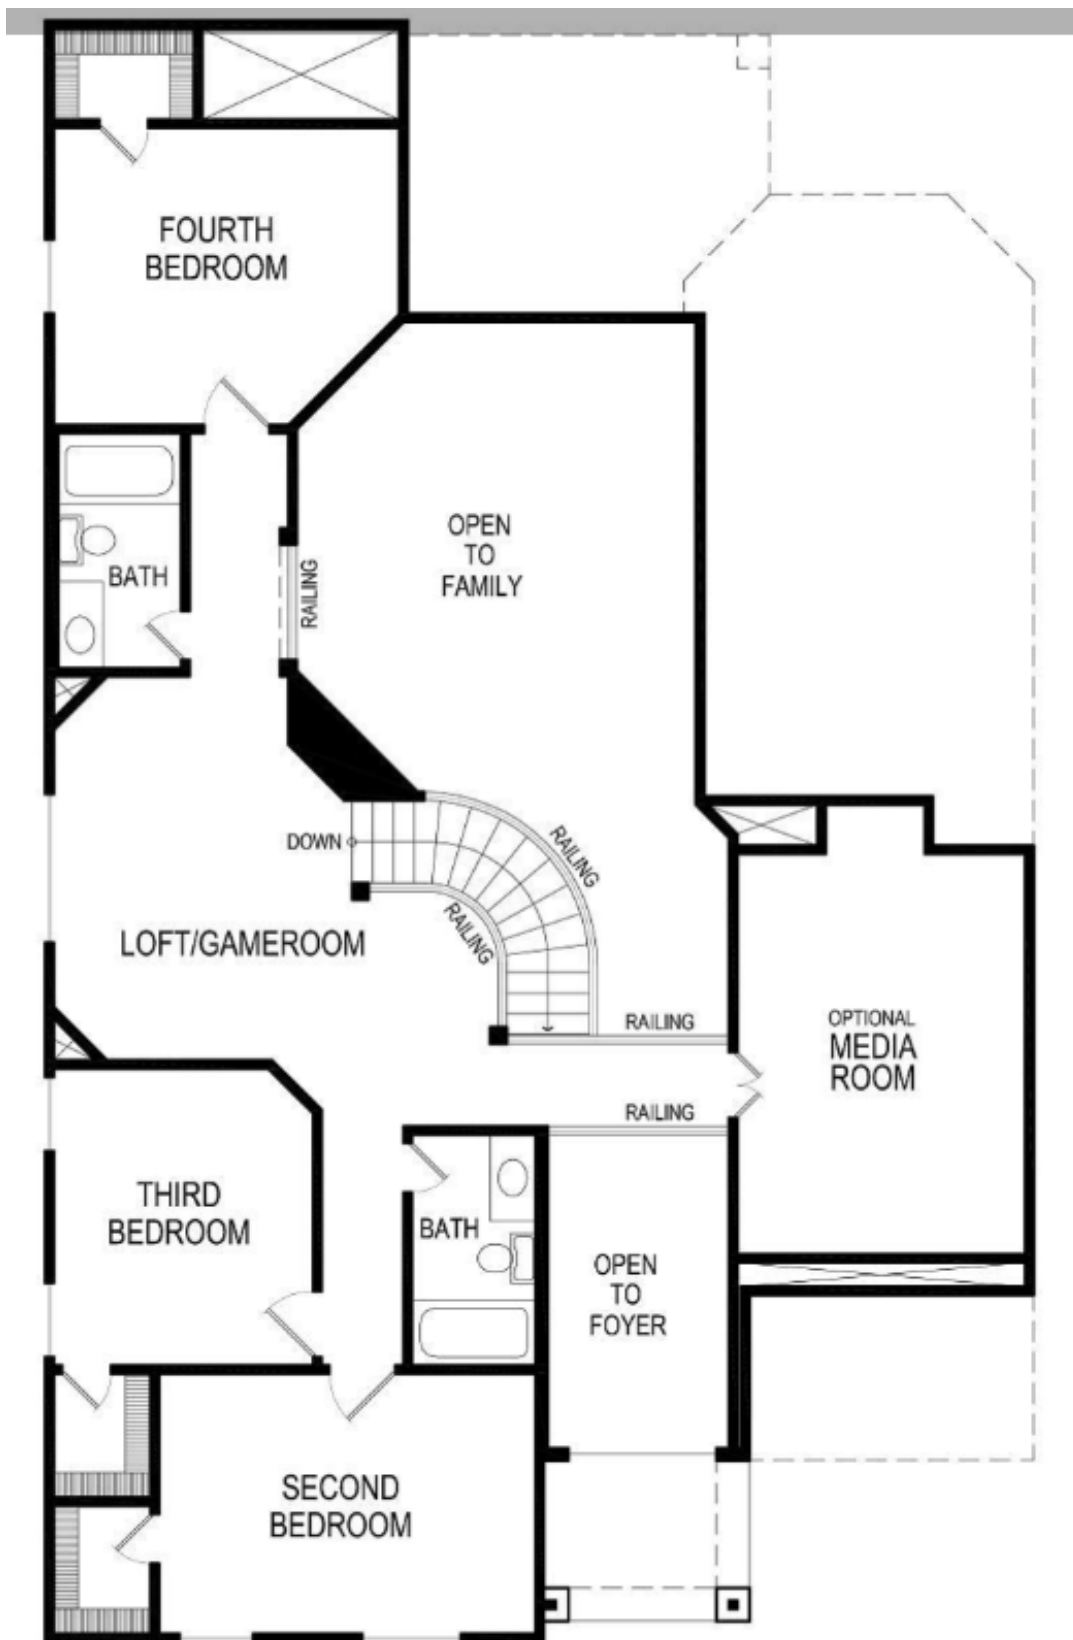 FOURTH
BEDROOM
OPEN
TO
FAMILY
BATH
RAILING
DOWN
RAILING
RAILING
LOFT/GAMEROOM
RAILING
OPTIONAL
MEDIA
ROOM
RAILING
THIRD
BEDROOM
BATH
OPEN
TO
FOYER
SECOND
BEDROOM